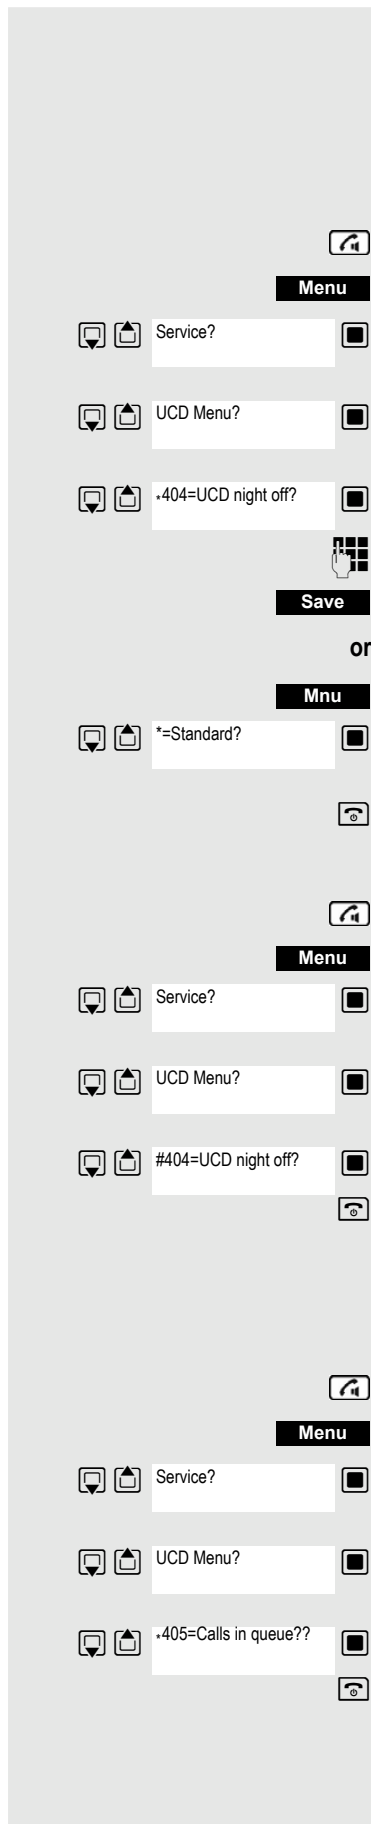 Menu
Service?
UCD Menu?
*404=UCD night off?
Save
or
Mnu
*=Standard?
Menu
Service?
UCD Menu?
#404=UCD night off?
Menu
Service?
UCD Menu?
*405=Calls in queue??